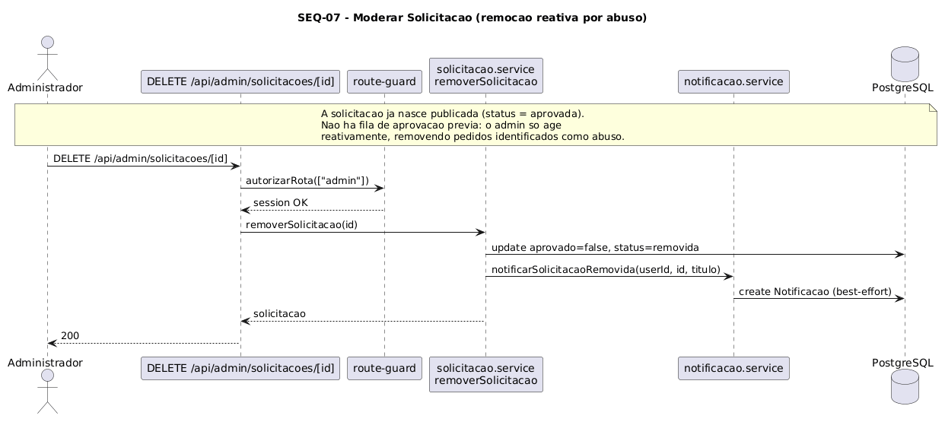 SEQ-07 - Moderar Solicitacao (remocao reativa por abuso)
Administrador
DELETE /api/admin/solicitacoes/[id]
route-guard
solicitacao.service
removerSolicitacao
notificacao.service
PostgreSQL
A solicitacao ja nasce publicada (status = aprovada).
Nao ha fila de aprovacao previa: o admin so age
reativamente, removendo pedidos identificados como abuso.
DELETE /api/admin/solicitacoes/[id]
autorizarRota(["admin"])
session OK
removerSolicitacao(id)
update aprovado=false, status=removida
notificarSolicitacaoRemovida(userId, id, titulo)
create Notificacao (best-effort)
solicitacao
200
Administrador
DELETE /api/admin/solicitacoes/[id]
route-guard
solicitacao.service
removerSolicitacao
notificacao.service
PostgreSQL